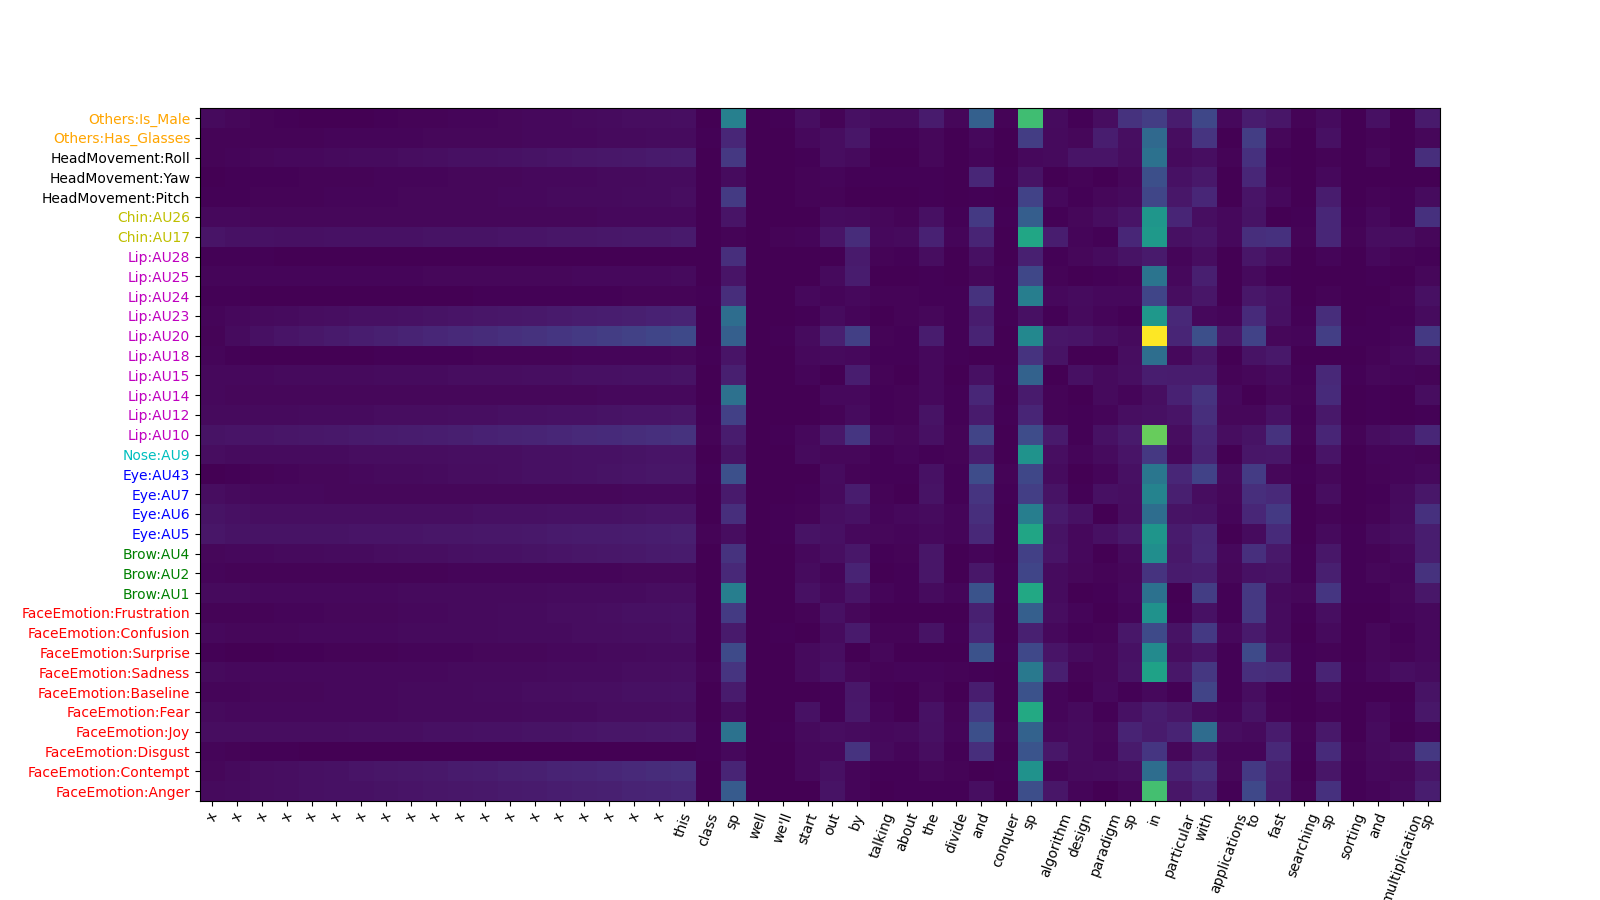 Others:Is_Male
Others:Has_Glasses
HeadMovement:Roll
HeadMovement:Yaw
HeadMovement:Pitch
Chin:AU26
Chin:AU17
Lip:AU28
Lip:AU25
Lip:AU24
Lip:AU23
Lip:AU20
Lip:AU18
Lip:AU15
Lip:AU14
Lip:AU12
Lip:AU10
Nose:AU9
Eye:AU43
Eye:AU7
Eye:AU6
Eye:AU5
Brow:AU4
Brow:AU2
Brow:AU1
FaceEmotion:Frustration
FaceEmotion:Confusion
FaceEmotion:Surprise
FaceEmotion:Sadness
FaceEmotion:Baseline
FaceEmotion:Fear
FaceEmotion:Joy
FaceEmotion:Disgust
FaceEmotion:Contempt
FaceEmotion:Anger
x x x x x x x x x x x x x x x x x x x this class sp well we'll start out by talking about the divide and conquer sp algorithm design paradigm sp in particular with applications to fast searching sp sorting and multiplication sp